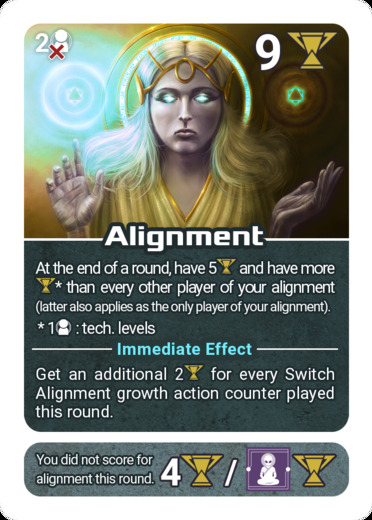 2
9
Alignment
At the end of a round, have 5 and have more
* than every other player of your alignment
(latter also applies as the only player of your alignment).
* 1 : tech. levels
Immediate Effect
Get an additional 2 for every Switch
Alignment growth action counter played
this round.
You did not score for
alignment this round.
4 /